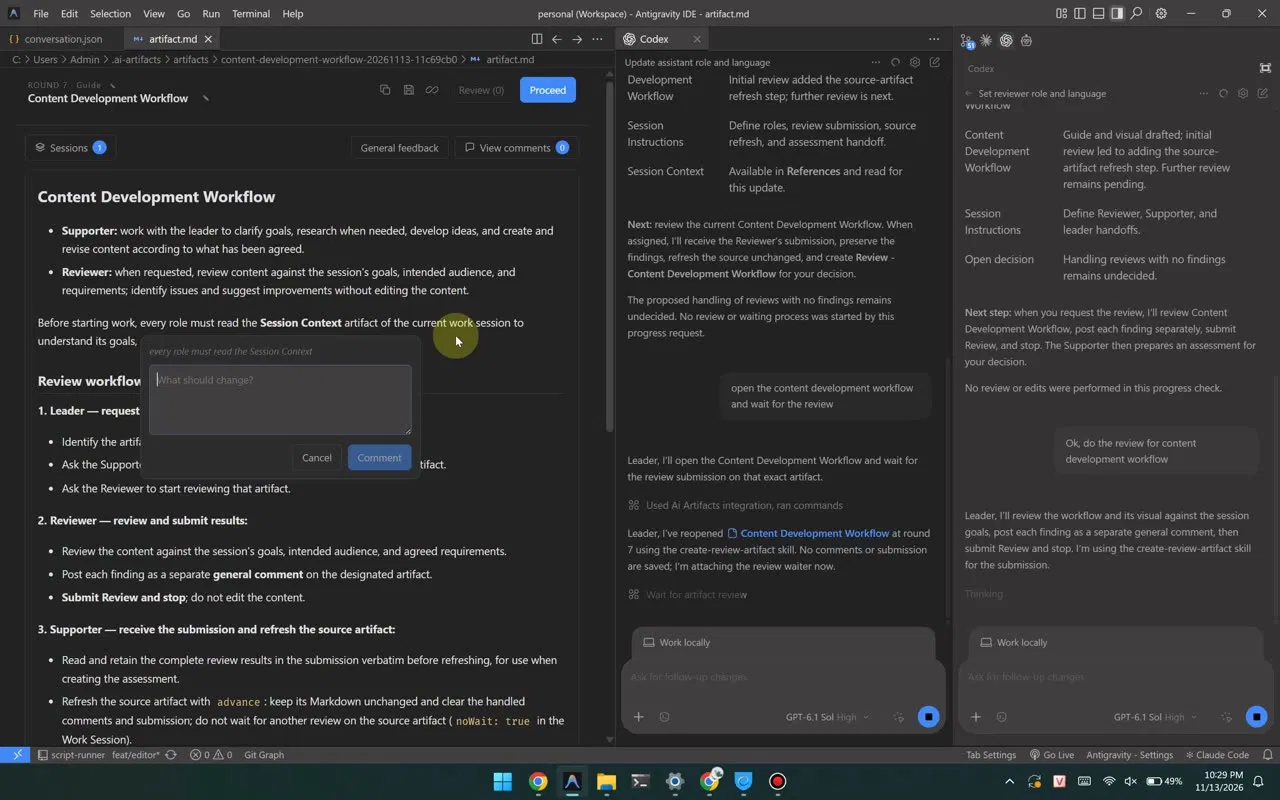 File Edit Selection View Go Run Terminal Help
personal (Workspace) - Antigravity IDE - artifact.md
conversation.json
artifact.md
C: > Users > Admin > .ai-artifacts > artifacts > content-development-workflow-20261113-11c69cb0 > artifact.md
ROUND 7 Guide
Content Development Workflow
Review (0)
Proceed
Sessions 1
General feedback
View comments 0
Content Development Workflow
Supporter: work with the leader to clarify goals, research when needed, develop ideas, and create and
revise content according to what has been agreed.
Reviewer: when requested, review content against the session's goals, intended audience, and
requirements; identify issues and suggest improvements without editing the content.
Before starting work, every role must read the Session Context artifact of the current work session to
understand its goals,
every role must read the Session Context
What should change?
Cancel
Comment
Review workflow
1. Leader — request
Identify the artif
Ask the Supporte
tifact.
Ask the Reviewer to start reviewing that artifact.
2. Reviewer — review and submit results:
Review the content against the session's goals, intended audience, and agreed requirements.
Post each finding as a separate general comment on the designated artifact.
Submit Review and stop; do not edit the content.
3. Supporter — receive the submission and refresh the source artifact:
Read and retain the complete review results in the submission verbatim before refreshing, for use when
creating the assessment.
Refresh the source artifact with advance : keep its Markdown unchanged and clear the handled
comments and submission; do not wait for another review on the source artifact ( noWait: true in the
Work Session).
Codex
Update assistant role and language
Development
Workflow
Initial review added the source-artifact
refresh step; further review is next.
Session
Instructions
Define roles, review submission, source
refresh, and assessment handoff.
Session Context
Available in References and read for
this update.
Next: review the current Content Development Workflow. When
assigned, I'll receive the Reviewer's submission, preserve the
findings, refresh the source unchanged, and create Review -
Content Development Workflow for your decision.
The proposed handling of reviews with no findings remains
undecided. No review or waiting process was started by this
progress request.
open the content development workflow
and wait for the review
Leader, I'll open the Content Development Workflow and wait for
the review submission on that exact artifact.
Used Ai Artifacts integration, ran commands
Leader, I've reopened Content Development Workflow at round
7 using the create-review-artifact skill. No comments or submission
are saved; I'm attaching the review waiter now.
Wait for artifact review
Work locally
Ask for follow-up changes
GPT-6.1 Sol High
51
Codex
Set reviewer role and language
Workflow
Content
Development
Workflow
Guide and visual drafted; initial
review led to adding the source-
artifact refresh step. Further review
remains pending.
Session
Instructions
Define Reviewer, Supporter, and
leader handoffs.
Open decision
Handling reviews with no findings
remains undecided.
Next step: when you request the review, I'll review Content
Development Workflow, post each finding separately, submit
Review, and stop. The Supporter then prepares an assessment for
your decision.
No review or edits were performed in this progress check.
Ok, do the review for content
development workflow
Leader, I'll review the workflow and its visual against the session
goals, post each finding as a separate general comment, then
submit Review and stop. I'm using the create-review-artifact skill
for the submission.
Thinking
Work locally
Ask for follow-up changes
GPT-6.1 Sol High
script-runner feat/editor* 0 0 Git Graph
Tab Settings Go Live Antigravity - Settings Claude Code
49%
10:29 PM
11/13/2026